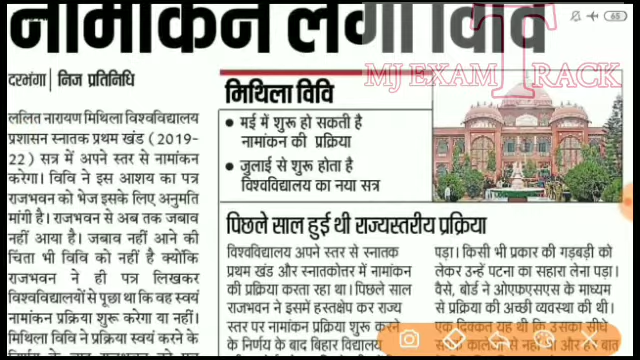 नामांकन लेगा विवि
65
MJ EXAM TRACK
दरभंगा | निज प्रतिनिधि
ललित नारायण मिथिला विश्वविद्यालय
प्रशासन स्नातक प्रथम खंड (2019-
22) सत्र में अपने स्तर से नामांकन
करेगा। विवि ने इस आशय का पत्र
राजभवन को भेज इसके लिए अनुमति
मांगी है। राजभवन से अब तक जबाव
नहीं आया है। जबाव नहीं आने की
चिंता भी विवि को नहीं है क्योंकि
राजभवन ने ही पत्र लिखकर
विश्वविद्यालयों से पूछा था कि वह स्वयं
नामांकन प्रक्रिया शुरू करेगा या नहीं।
मिथिला विवि ने प्रक्रिया स्वयं करने के
मिथिला विवि
• मई में शुरू हो सकती है
नामांकन की प्रक्रिया
• जुलाई से शुरू होता है
विश्वविद्यालय का नया सत्र
पिछले साल हुई थी राज्यस्तरीय प्रक्रिया
विश्वविद्यालय अपने स्तर से स्नातक
प्रथम खंड और स्नातकोत्तर में नामांकन
की प्रक्रिया करता रहा था। पिछले साल
राजभवन ने इसमें हस्तक्षेप कर राज्य
स्तर पर नामांकन प्रक्रिया शुरू करने
के निर्णय के बाद बिहार विद्यालय
पड़ा। किसी भी प्रकार की गड़बड़ी को
लेकर उन्हें पटना का सहारा लेना पड़ा।
वैसे, बोर्ड ने ओएफएसएस के माध्यम
से प्रक्रिया की अच्छी व्यवस्था की थी।
एक दिक्कत यह थी कि उसका सीधे